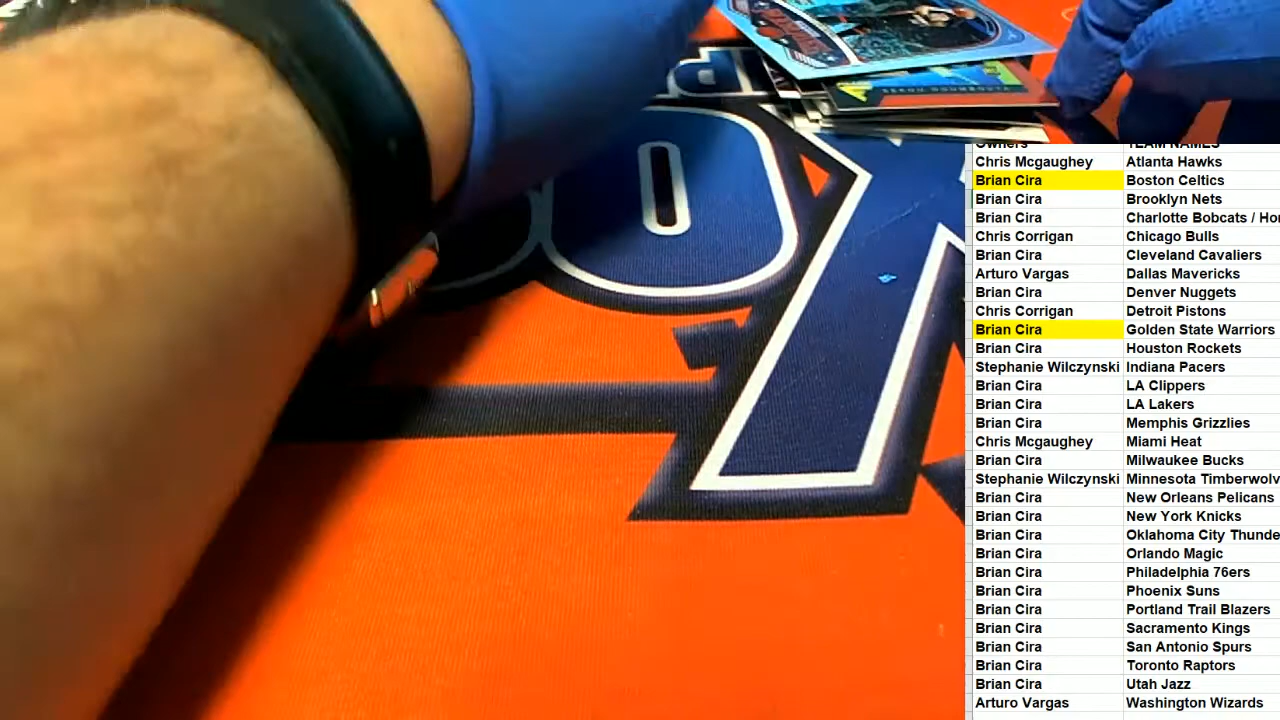 Owners TEAM NAMES
Chris Mcgaughey Atlanta Hawks
Brian Cira Boston Celtics
Brian Cira Brooklyn Nets
Brian Cira Charlotte Bobcats / Hor
Chris Corrigan Chicago Bulls
Brian Cira Cleveland Cavaliers
Arturo Vargas Dallas Mavericks
Brian Cira Denver Nuggets
Chris Corrigan Detroit Pistons
Brian Cira Golden State Warriors
Brian Cira Houston Rockets
Stephanie Wilczynski Indiana Pacers
Brian Cira LA Clippers
Brian Cira LA Lakers
Brian Cira Memphis Grizzlies
Chris Mcgaughey Miami Heat
Brian Cira Milwaukee Bucks
Stephanie Wilczynski Minnesota Timberwolv
Brian Cira New Orleans Pelicans
Brian Cira New York Knicks
Brian Cira Oklahoma City Thunde
Brian Cira Orlando Magic
Brian Cira Philadelphia 76ers
Brian Cira Phoenix Suns
Brian Cira Portland Trail Blazers
Brian Cira Sacramento Kings
Brian Cira San Antonio Spurs
Brian Cira Toronto Raptors
Brian Cira Utah Jazz
Arturo Vargas Washington Wizards